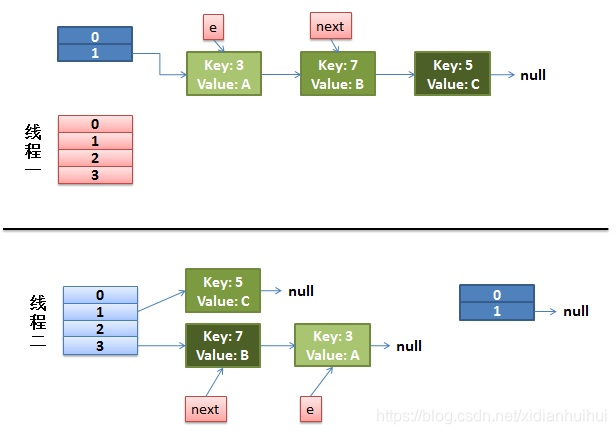 0
1
e
next
Key: 3
Value: A
Key: 7
Value: B
Key: 5
Value: C
null
线程一
0
1
2
3
线程二
0
1
2
3
Key: 5
Value: C
null
Key: 7
Value: B
Key: 3
Value: A
null
next
e
0
1
null
https://blog.csdn.net/xidianhuihui